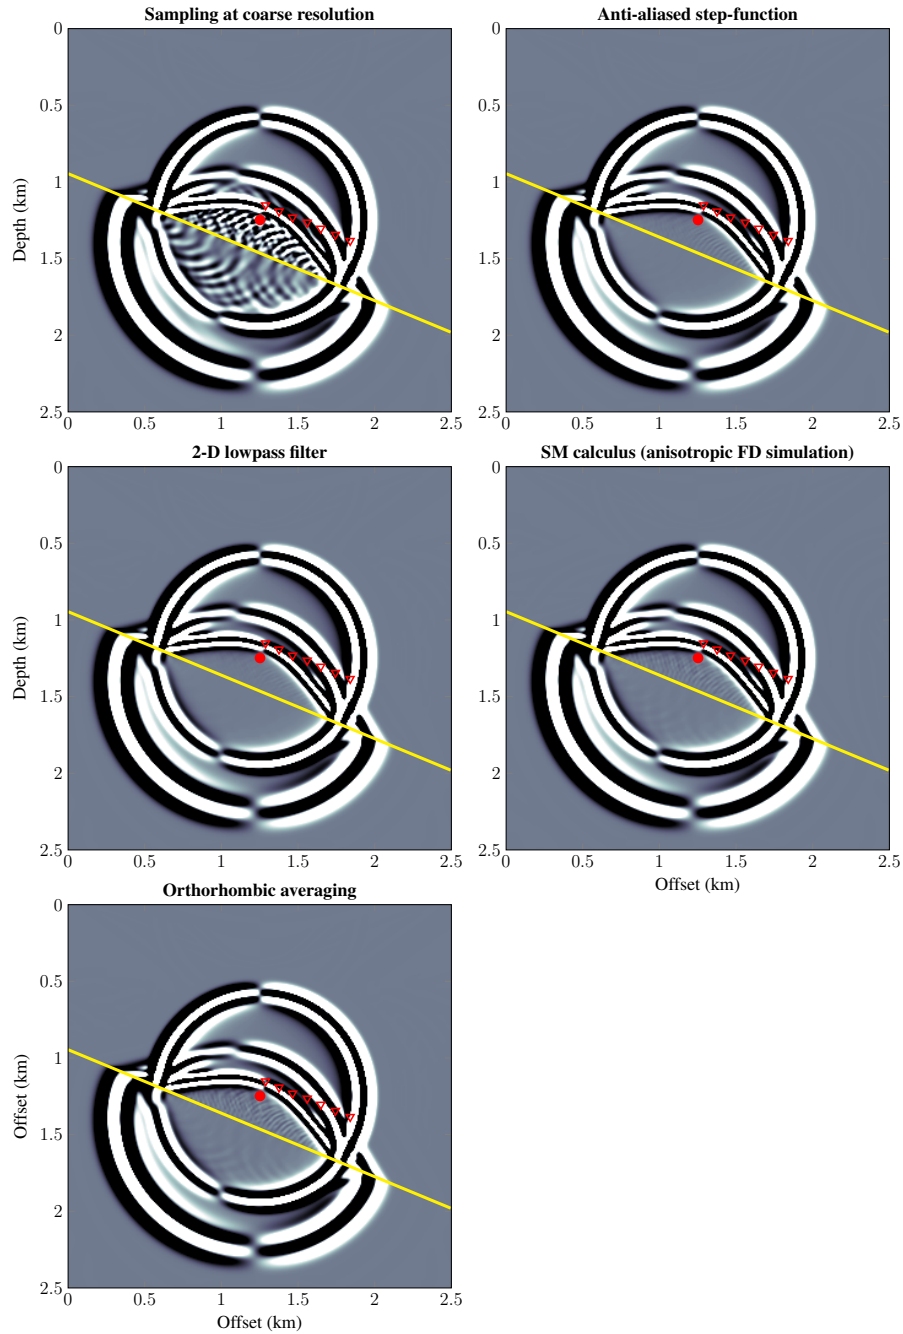 Sampling at coarse resolution
0
0.5
1
1.5
2
2.5
Depth (km)
0 0.5 1 1.5 2 2.5
Anti-aliased step-function
0
0.5
1
1.5
2
2.5
0 0.5 1 1.5 2 2.5
2-D lowpass filter
0
0.5
1
1.5
2
2.5
Depth (km)
0 0.5 1 1.5 2 2.5
SM calculus (anisotropic FD simulation)
0
0.5
1
1.5
2
2.5
0 0.5 1 1.5 2 2.5
Offset (km)
Orthorhombic averaging
0
0.5
1
1.5
2
2.5
Offset (km)
0 0.5 1 1.5 2 2.5
Offset (km)